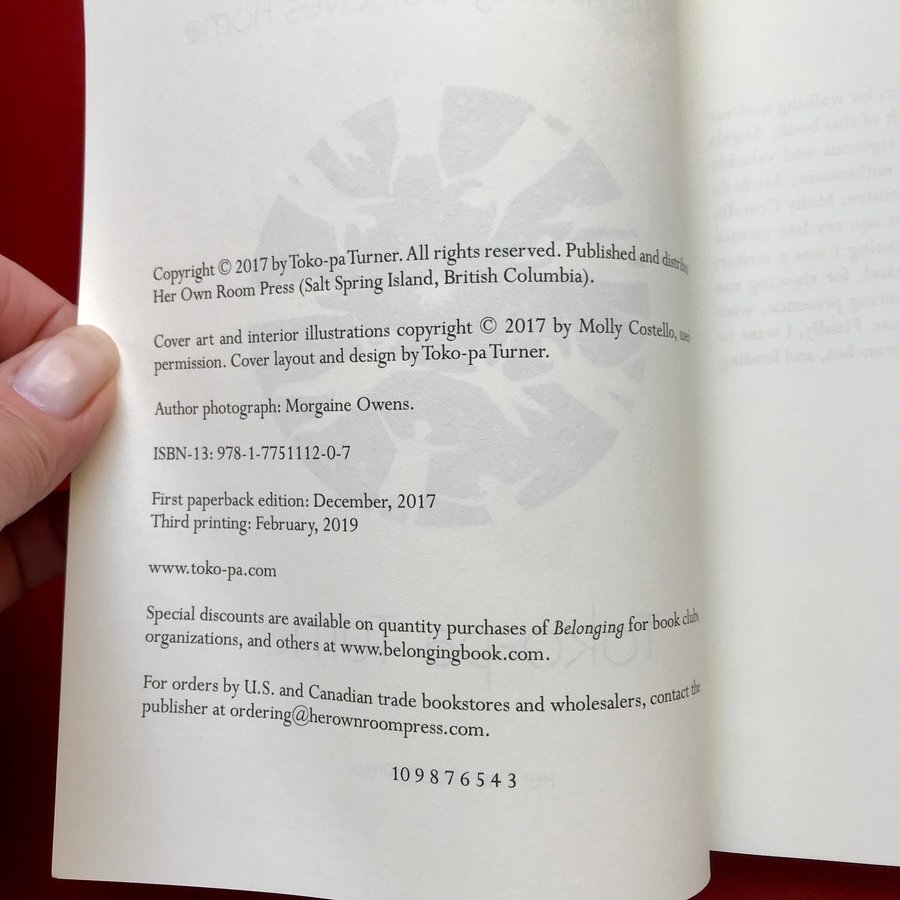 Copyright © 2017 by Toko-pa Turner. All rights reserved. Published and
Her Own Room Press (Salt Spring Island, British Columbia).
Cover art and interior illustrations copyright © 2017 by Molly Costello,
permission. Cover layout and design by Toko-pa Turner.
Author photograph: Morgaine Owens.
ISBN-13: 978-1-7751112-0-7
First paperback edition: December, 2017
Third printing: February, 2019
www.toko-pa.com
Special discounts are available on quantity purchases of Belonging for book clubs,
organizations, and others at www.belongingbook.com.
For orders by U.S. and Canadian trade bookstores and wholesalers, contact the
publisher at ordering@herownroompress.com.
10 9 8 7 6 5 4 3